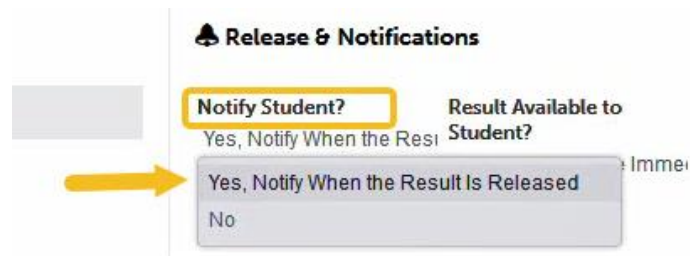 Release & Notifications
Notify Student?
Result Available to
Student?
Yes, Notify When the
Yes, Notify When the Result Is Released
No